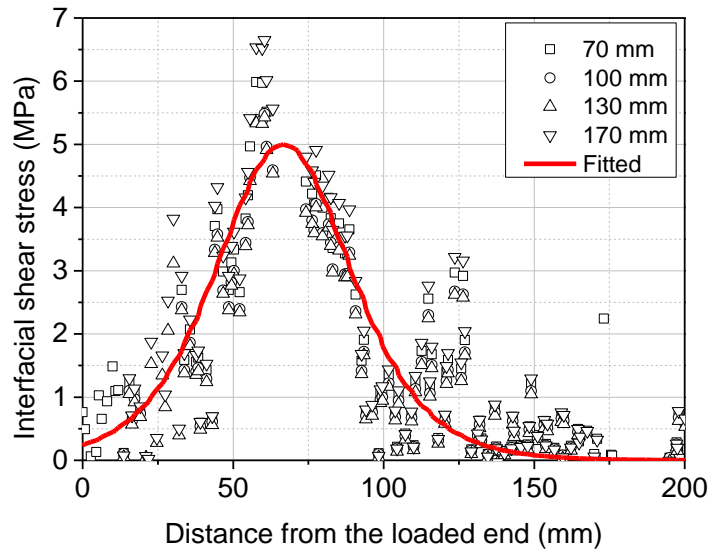 7
6
5
4
3
2
1
0
Interfacial shear stress (MPa)
70 mm
100 mm
130 mm
170 mm
Fitted
0 50 100 150 200
Distance from the loaded end (mm)